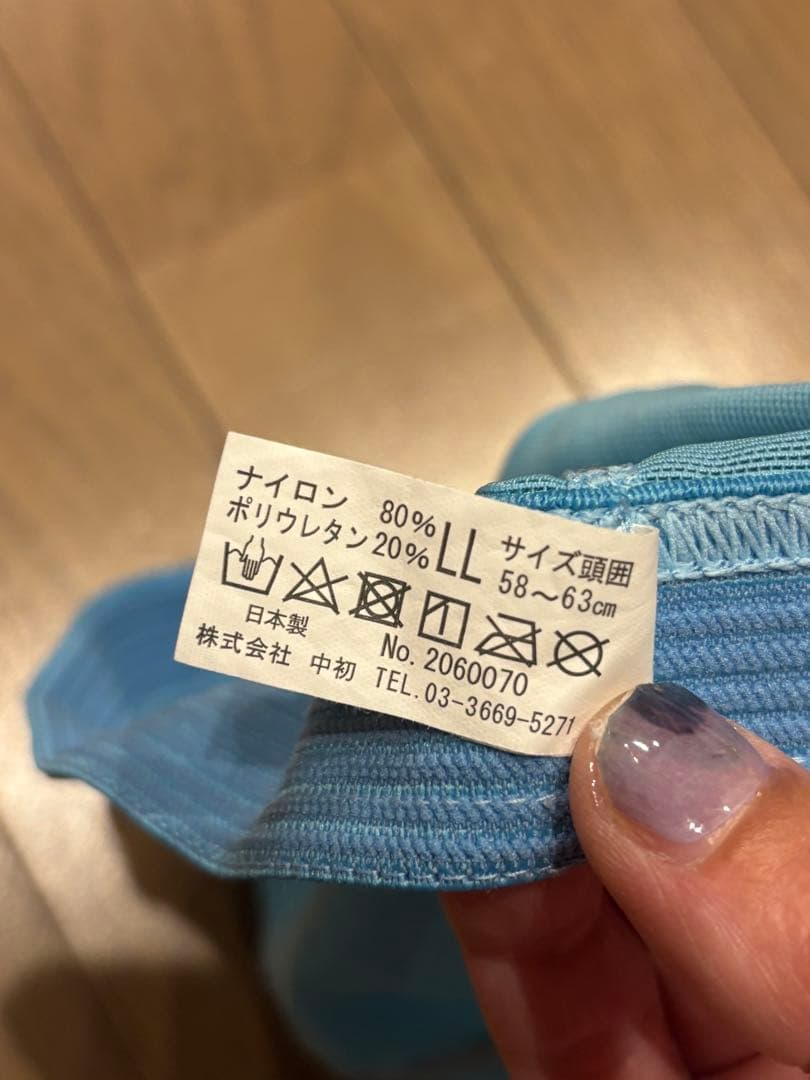 ナイロン 80%
ポリウレタン 20%
LL
サイズ頭囲
58～63cm
日本製
No. 2060070
株式会社 中初 TEL. 03-3669-5271